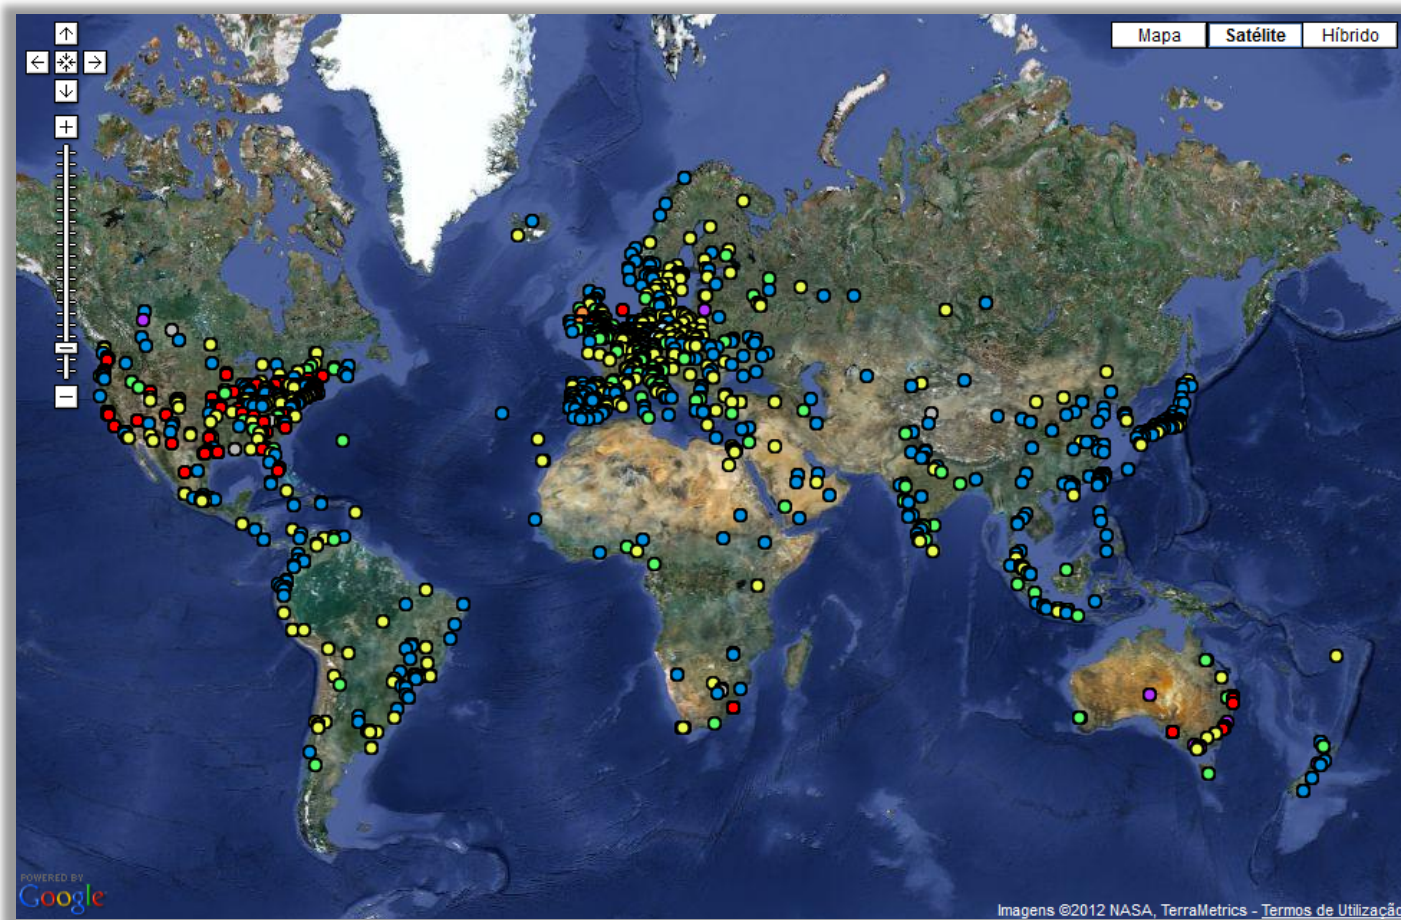 Mapa Satélite Híbrido
POWERED BY
Google
Imagens ©2012 NASA, TerraMetrics - Termos de Utilização